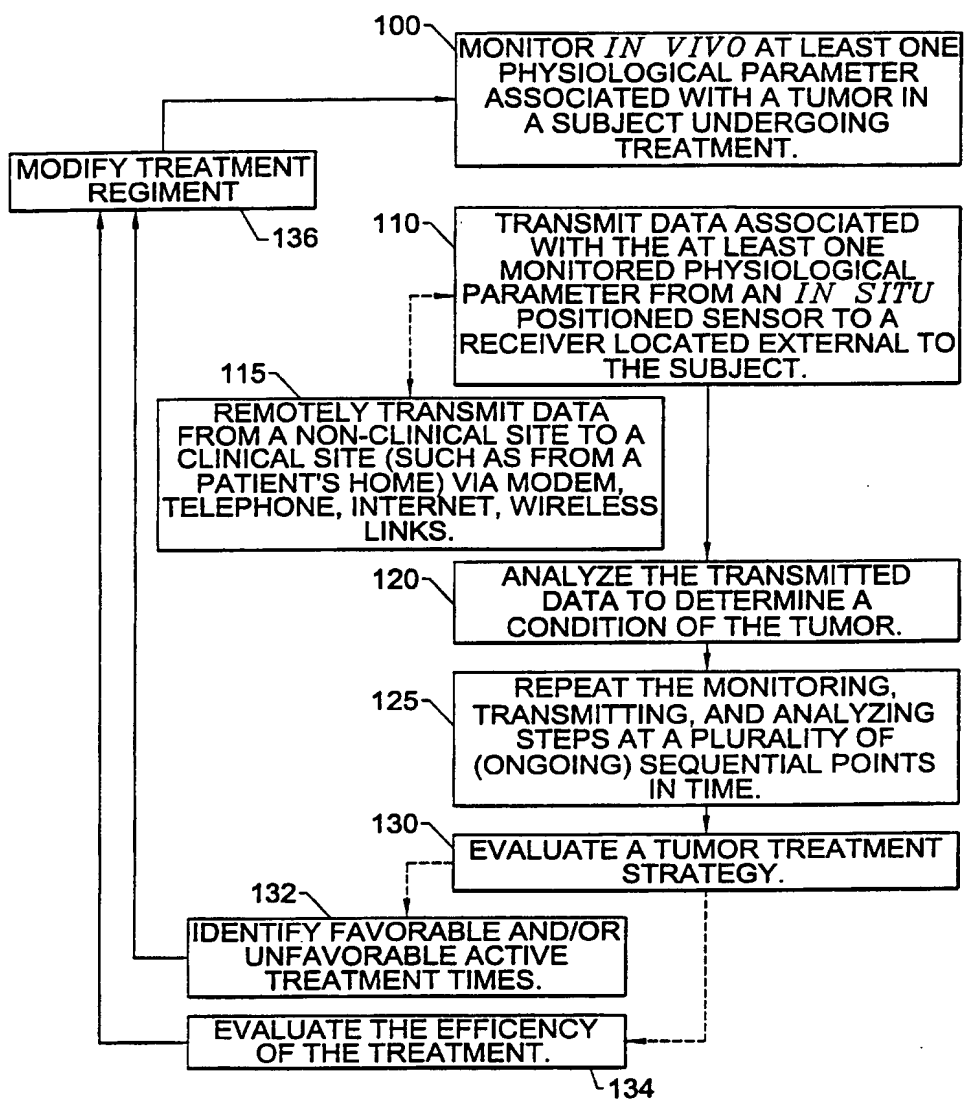 100
MONITOR IN VIVO AT LEAST ONE
PHYSIOLOGICAL PARAMETER
ASSOCIATED WITH A TUMOR IN
A SUBJECT UNDERGOING
TREATMENT.
MODIFY TREATMENT
REGIMENT
136
110
TRANSMIT DATA ASSOCIATED
WITH THE AT LEAST ONE
MONITORED PHYSIOLOGICAL
PARAMETER FROM AN IN SITU
POSITIONED SENSOR TO A
RECEIVER LOCATED EXTERNAL TO
THE SUBJECT.
115
REMOTELY TRANSMIT DATA
FROM A NON-CLINICAL SITE TO A
CLINICAL SITE (SUCH AS FROM A
PATIENT'S HOME) VIA MODEM,
TELEPHONE, INTERNET, WIRELESS
LINKS.
120
ANALYZE THE TRANSMITTED
DATA TO DETERMINE A
CONDITION OF THE TUMOR.
125
REPEAT THE MONITORING,
TRANSMITTING, AND ANALYZING
STEPS AT A PLURALITY OF
(ONGOING) SEQUENTIAL POINTS
IN TIME.
130
EVALUATE A TUMOR TREATMENT
STRATEGY.
132
IDENTIFY FAVORABLE AND/OR
UNFAVORABLE ACTIVE
TREATMENT TIMES.
EVALUATE THE EFFICENCY
OF THE TREATMENT.
134